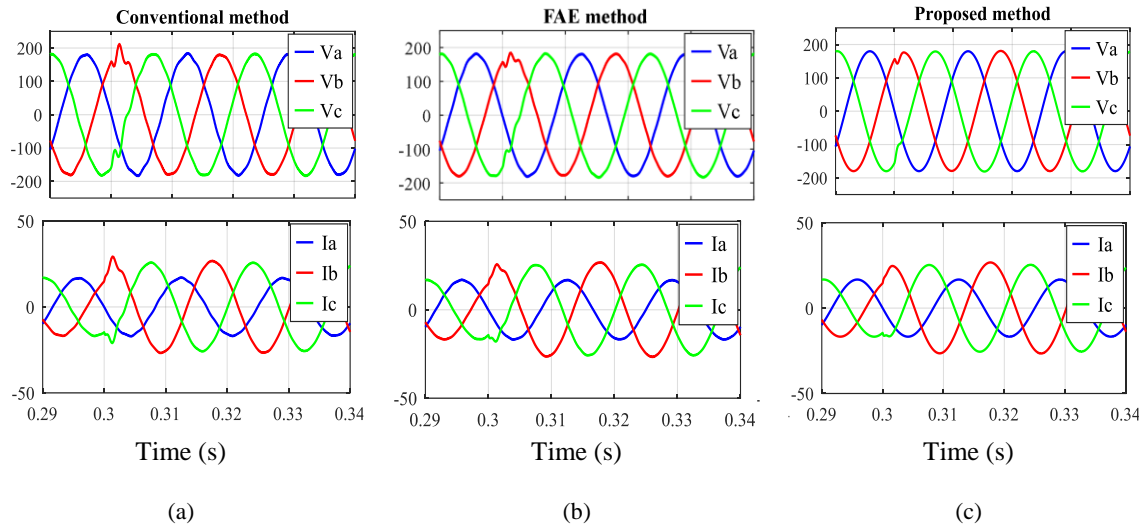 Conventional method
200
100
0
-100
-200
Va
Vb
Vc
50
0
-50
Ia
Ib
Ic
0.29 0.3 0.31 0.32 0.33 0.34
Time (s)
(a)
FAE method
200
100
0
-100
-200
Va
Vb
Vc
50
0
-50
Ia
Ib
Ic
0.29 0.3 0.31 0.32 0.33 0.34
Time (s)
(b)
Proposed method
200
100
0
-100
-200
Va
Vb
Vc
50
0
-50
Ia
Ib
Ic
0.29 0.3 0.31 0.32 0.33 0.34
Time (s)
(c)